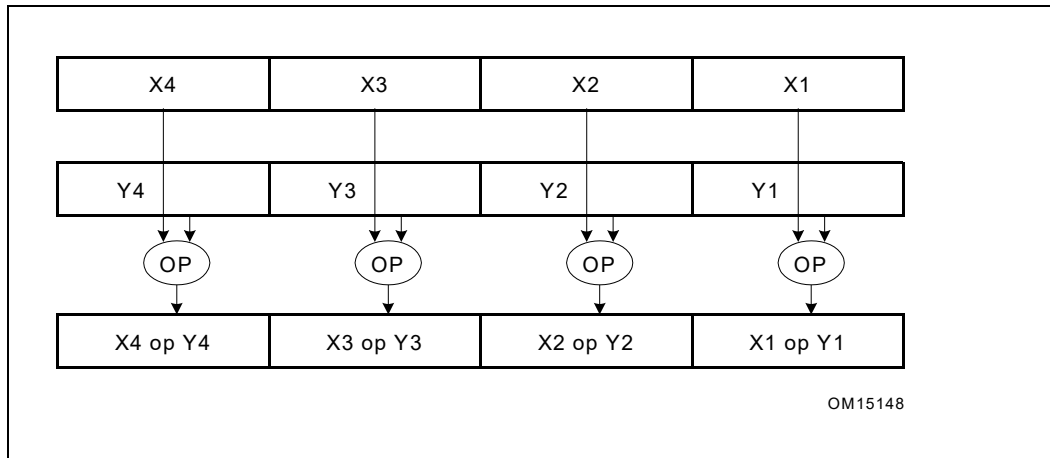 X4 X3 X2 X1
Y4 Y3 Y2 Y1
OP OP OP OP
X4 op Y4 X3 op Y3 X2 op Y2 X1 op Y1
OM15148